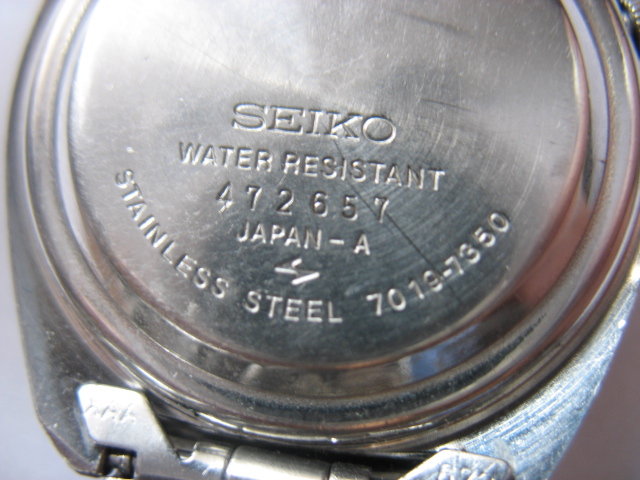 SEIKO
WATER RESISTANT
472657
JAPAN-A
STAINLESS STEEL 7019-7350